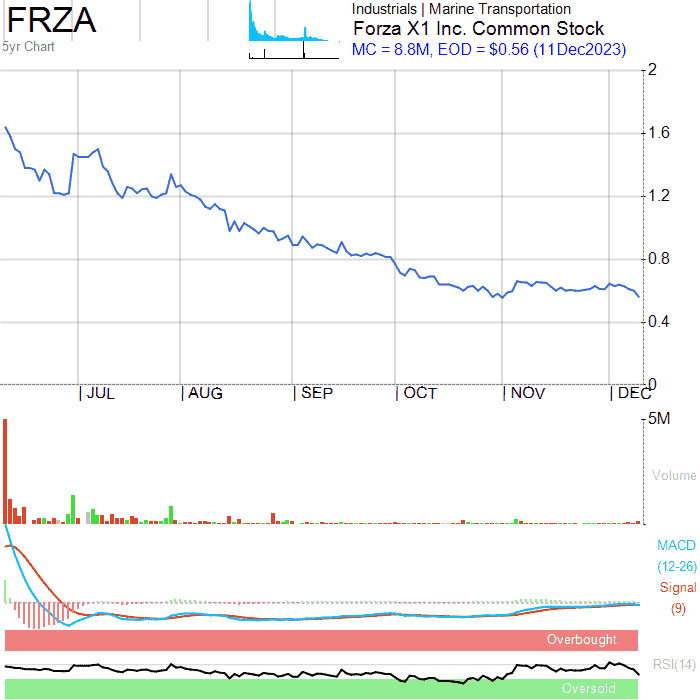 FRZA
5yr Chart
Industrials | Marine Transportation
Forza X1 Inc. Common Stock
MC = 8.8M, EOD = $0.56 (11Dec2023)
2
1.6
1.2
0.8
0.4
0
| JUL | AUG | SEP | OCT | NOV | DEC
5M
Volume
MACD
(12-26)
Signal
(9)
Overbought
RSI(14)
Oversold